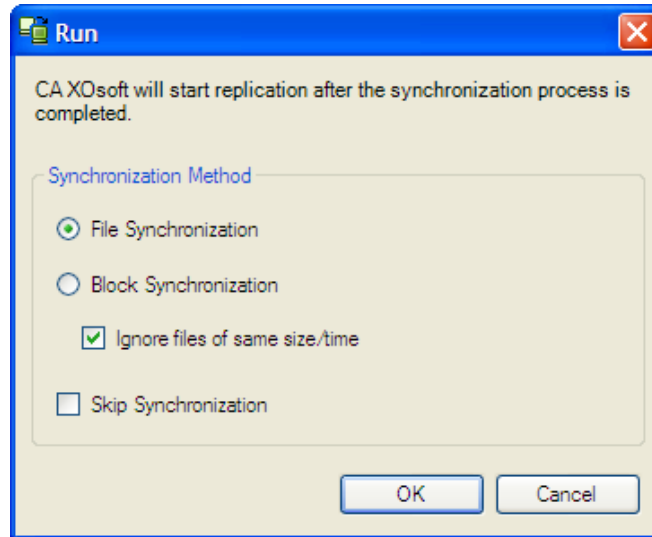 Run
CA XOsoft will start replication after the synchronization process is
completed.
Synchronization Method
File Synchronization
Block Synchronization
Ignore files of same size/time
Skip Synchronization
OK Cancel